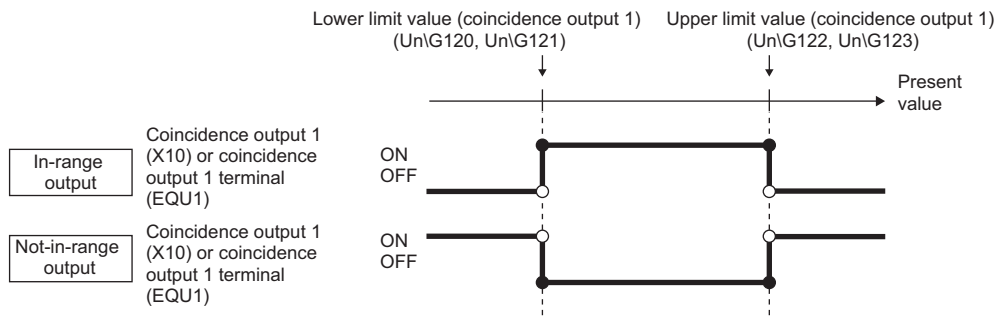 Lower limit value (coincidence output 1)
(Un\G120, Un\G121)
Upper limit value (coincidence output 1)
(Un\G122, Un\G123)
Present
value
In-range
output
Coincidence output 1
(X10) or coincidence
output 1 terminal
(EQU1)
ON
OFF
Not-in-range
output
Coincidence output 1
(X10) or coincidence
output 1 terminal
(EQU1)
ON
OFF